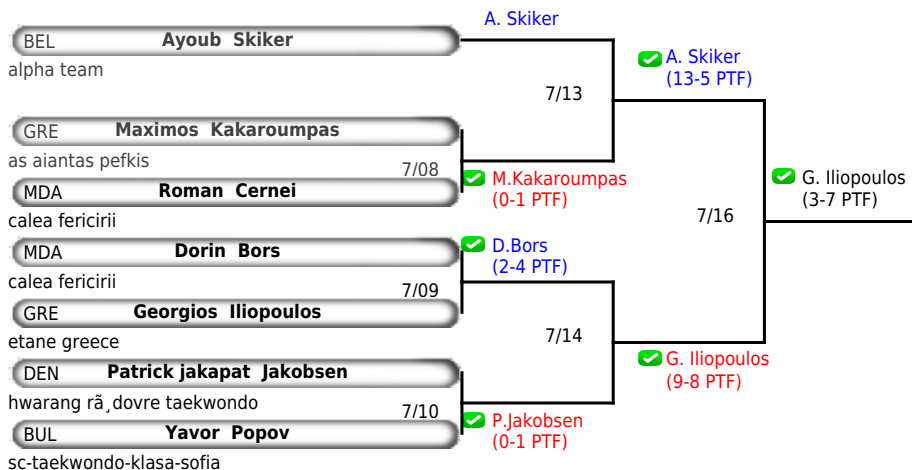 A. Skiker
BEL Ayoub Skiker
alpha team
A. Skiker
(13-5 PTF)
7/13
GRE Maximos Kakaroumpas
as aiantas pefkis
7/08
M.Kakaroumpas
(0-1 PTF)
MDA Roman Cernei
calea fericirii
G. Iliopoulos
(3-7 PTF)
7/16
MDA Dorin Bors
calea fericirii
D.Bors
(2-4 PTF)
7/09
GRE Georgios Iliopoulos
etane greece
7/14
G. Iliopoulos
(9-8 PTF)
DEN Patrick jakapat Jakobsen
hwarang rã¸dovre taekwondo
7/10
P.Jakobsen
(0-1 PTF)
BUL Yavor Popov
sc-taekwondo-klasa-sofia